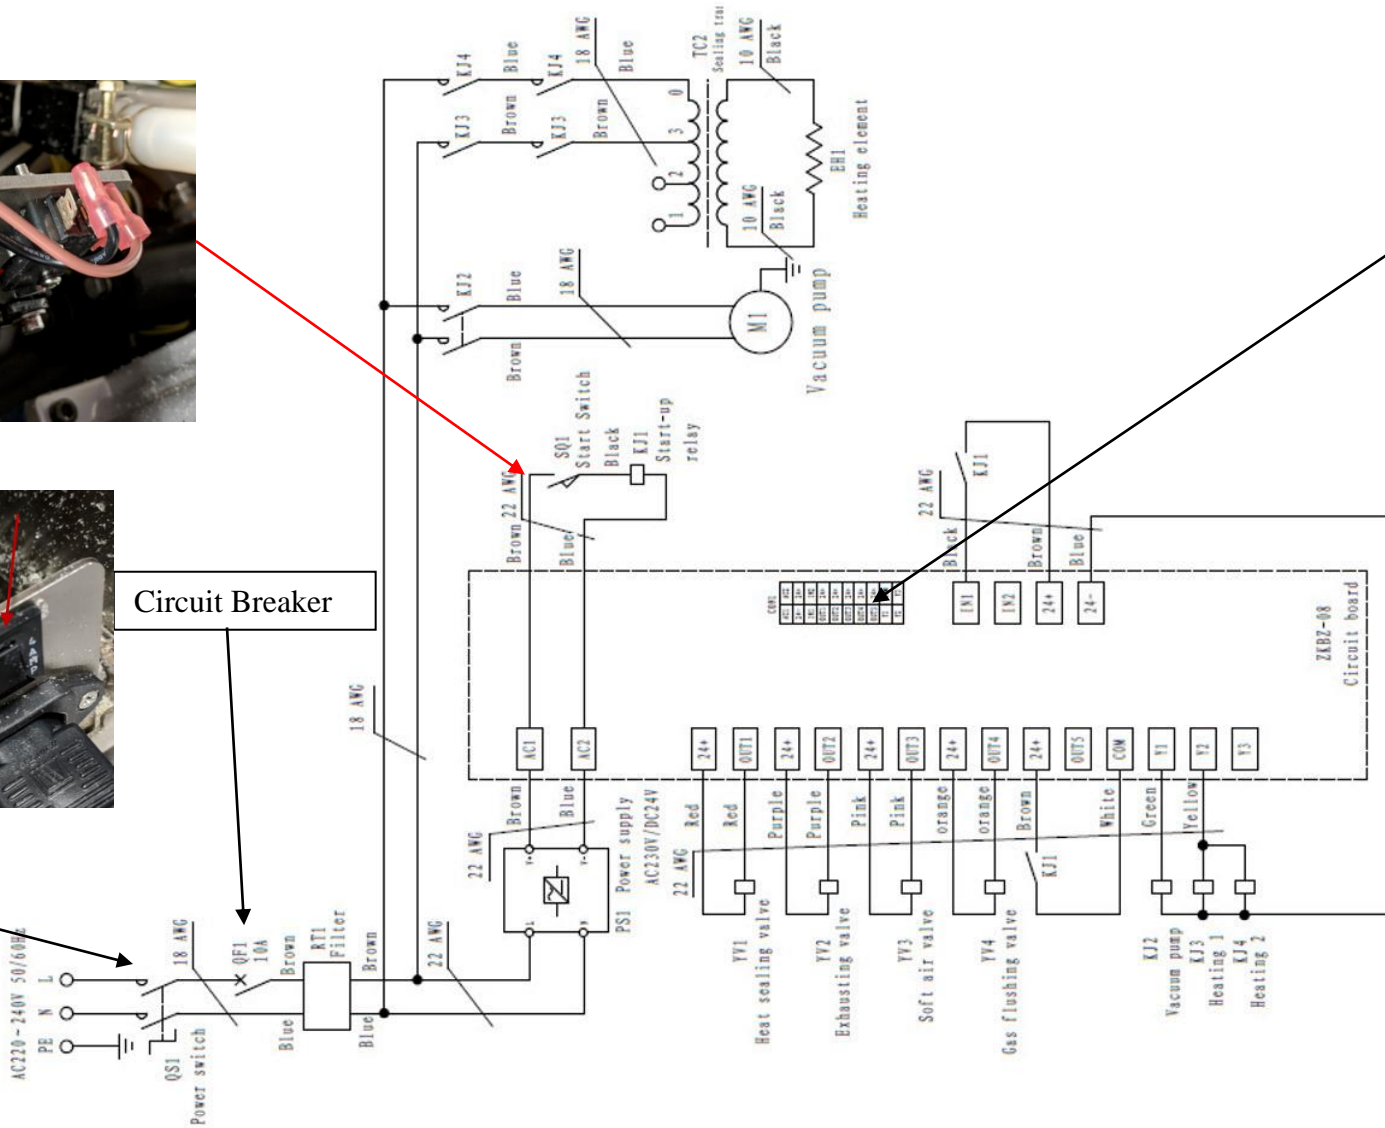 KJ4
Blue
KJ4
Blue
18 AWG
TC2
Sealing tra
10 AWG
Black
KJ3
Brown
KJ3
Brown
0
3
2
1
EH1
Heating element
10 AWG
Black
KJ2
Blue
18 AWG
Brown
M1
Vacuum pump
SQ1
Start Switch
Black
KJ1
Start-up
relay
22 AWG
Brown
Blue
22 AWG
KJ1
Black
Brown
Blue
Circuit Breaker
18 AWG
CON1
IN1
IN2
24+
24-
ZKBZ-08
Circuit board
AC1
AC2
24+
OUT1
24+
OUT2
24+
OUT3
24+
OUT4
24+
OUT5
COM
Y1
Y2
Y3
Brown
Blue
22 AWG
V+
V-
L
N
PS1
Power supply
AC230V/DC24V
Red
Red
Purple
Purple
Pink
Pink
orange
orange
Brown
White
Green
Yellow
22 AWG
KJ1
YV1
Heat sealing valve
YV2
Exhausting valve
YV3
Soft air valve
YV4
Gas flushing valve
KJ2
Vacuum pump
KJ3
Heating 1
KJ4
Heating 2
AC220~240V 50/60Hz
L
N
PE
QS1
Power switch
18 AWG
QF1
10A
Brown
Blue
RT1
Filter
Brown
Blue
22 AWG